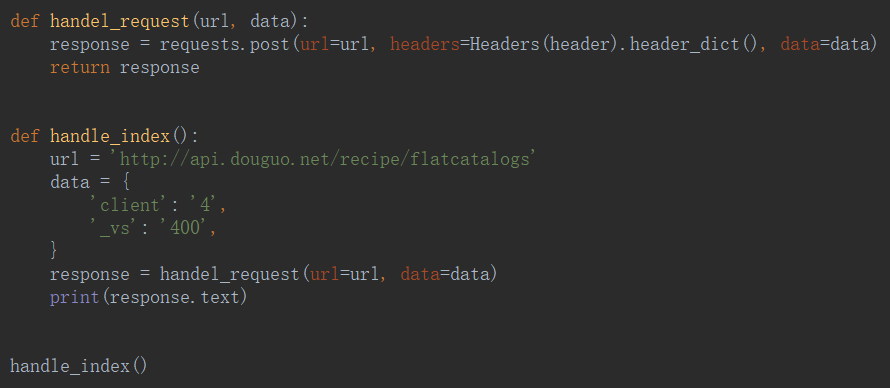 def handel_request(url, data):
    response = requests.post(url=url, headers=Headers(header).header_dict(), data=data)
    return response
def handle_index():
    url = 'http://api.douguo.net/recipe/flatcatalogs'
    data = {
        'client': '4',
        '_vs': '400',
    }
    response = handel_request(url=url, data=data)
    print(response.text)
handle_index()